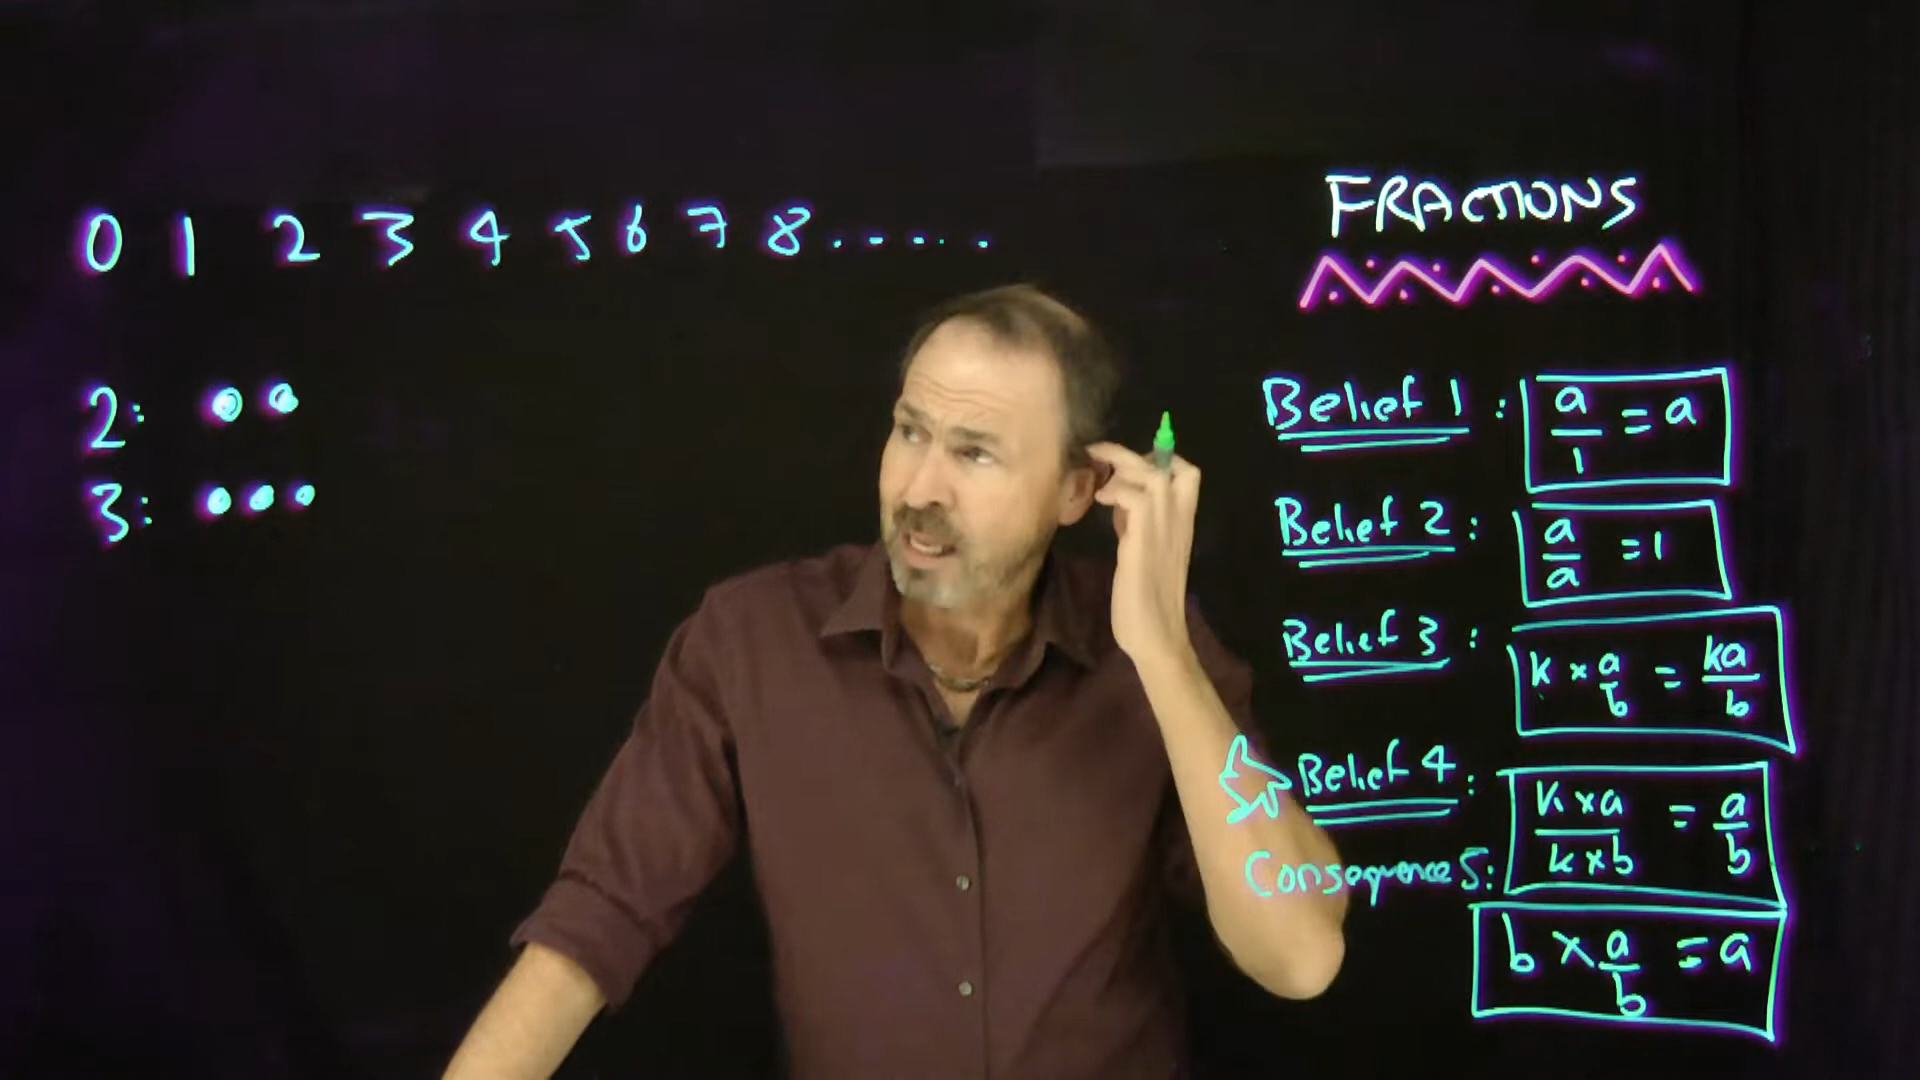 0 1 2 3 4 5 6 7 8 . . . . .
2:
3:
FRACTIONS
Belief 1 : a/1 = a
Belief 2 : a/a = 1
Belief 3 : k × a/b = ka/b
Belief 4 : k × a/k × b = a/b
Consequence 5:
b × a/b = a